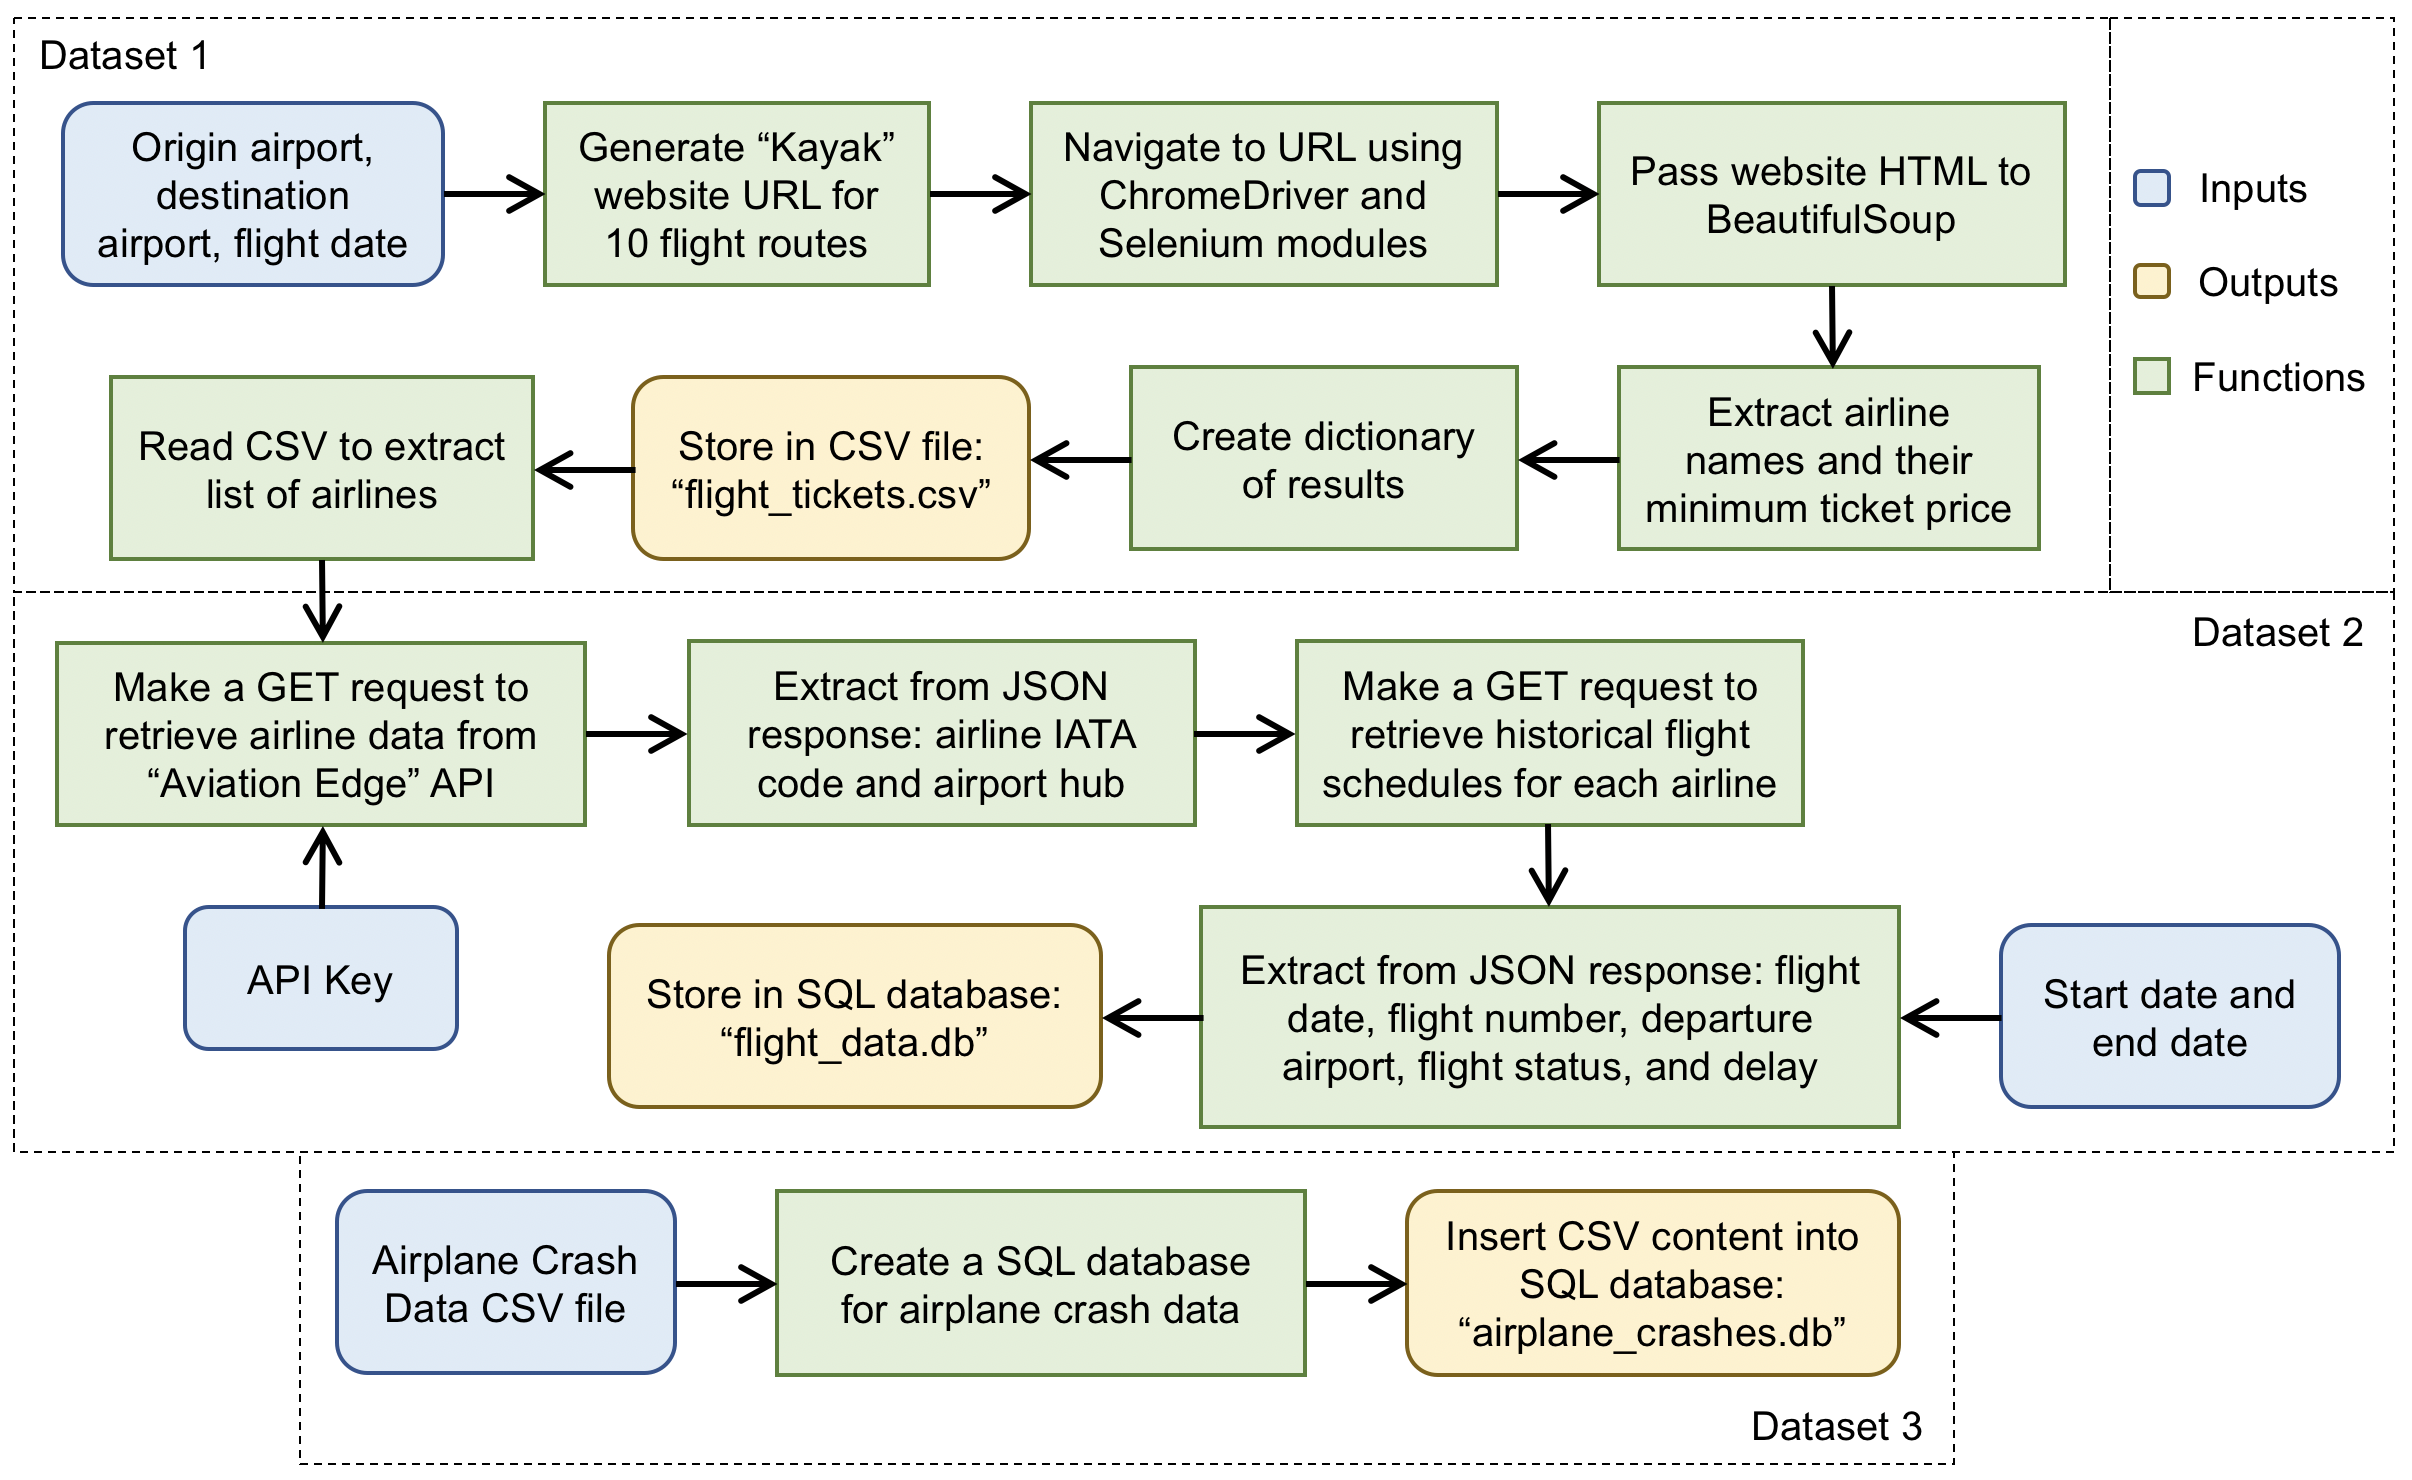 Dataset 1
Origin airport,
destination
airport, flight date
Generate “Kayak”
website URL for
10 flight routes
Navigate to URL using
ChromeDriver and
Selenium modules
Pass website HTML to
BeautifulSoup
Inputs
Outputs
Functions
Extract airline
names and their
minimum ticket price
Create dictionary
of results
Store in CSV file:
“flight_tickets.csv”
Read CSV to extract
list of airlines
Dataset 2
Make a GET request to
retrieve airline data from
“Aviation Edge” API
Extract from JSON
response: airline IATA
code and airport hub
Make a GET request to
retrieve historical flight
schedules for each airline
API Key
Store in SQL database:
“flight_data.db”
Extract from JSON response: flight
date, flight number, departure
airport, flight status, and delay
Start date and
end date
Airplane Crash
Data CSV file
Create a SQL database
for airplane crash data
Insert CSV content into
SQL database:
“airplane_crashes.db”
Dataset 3